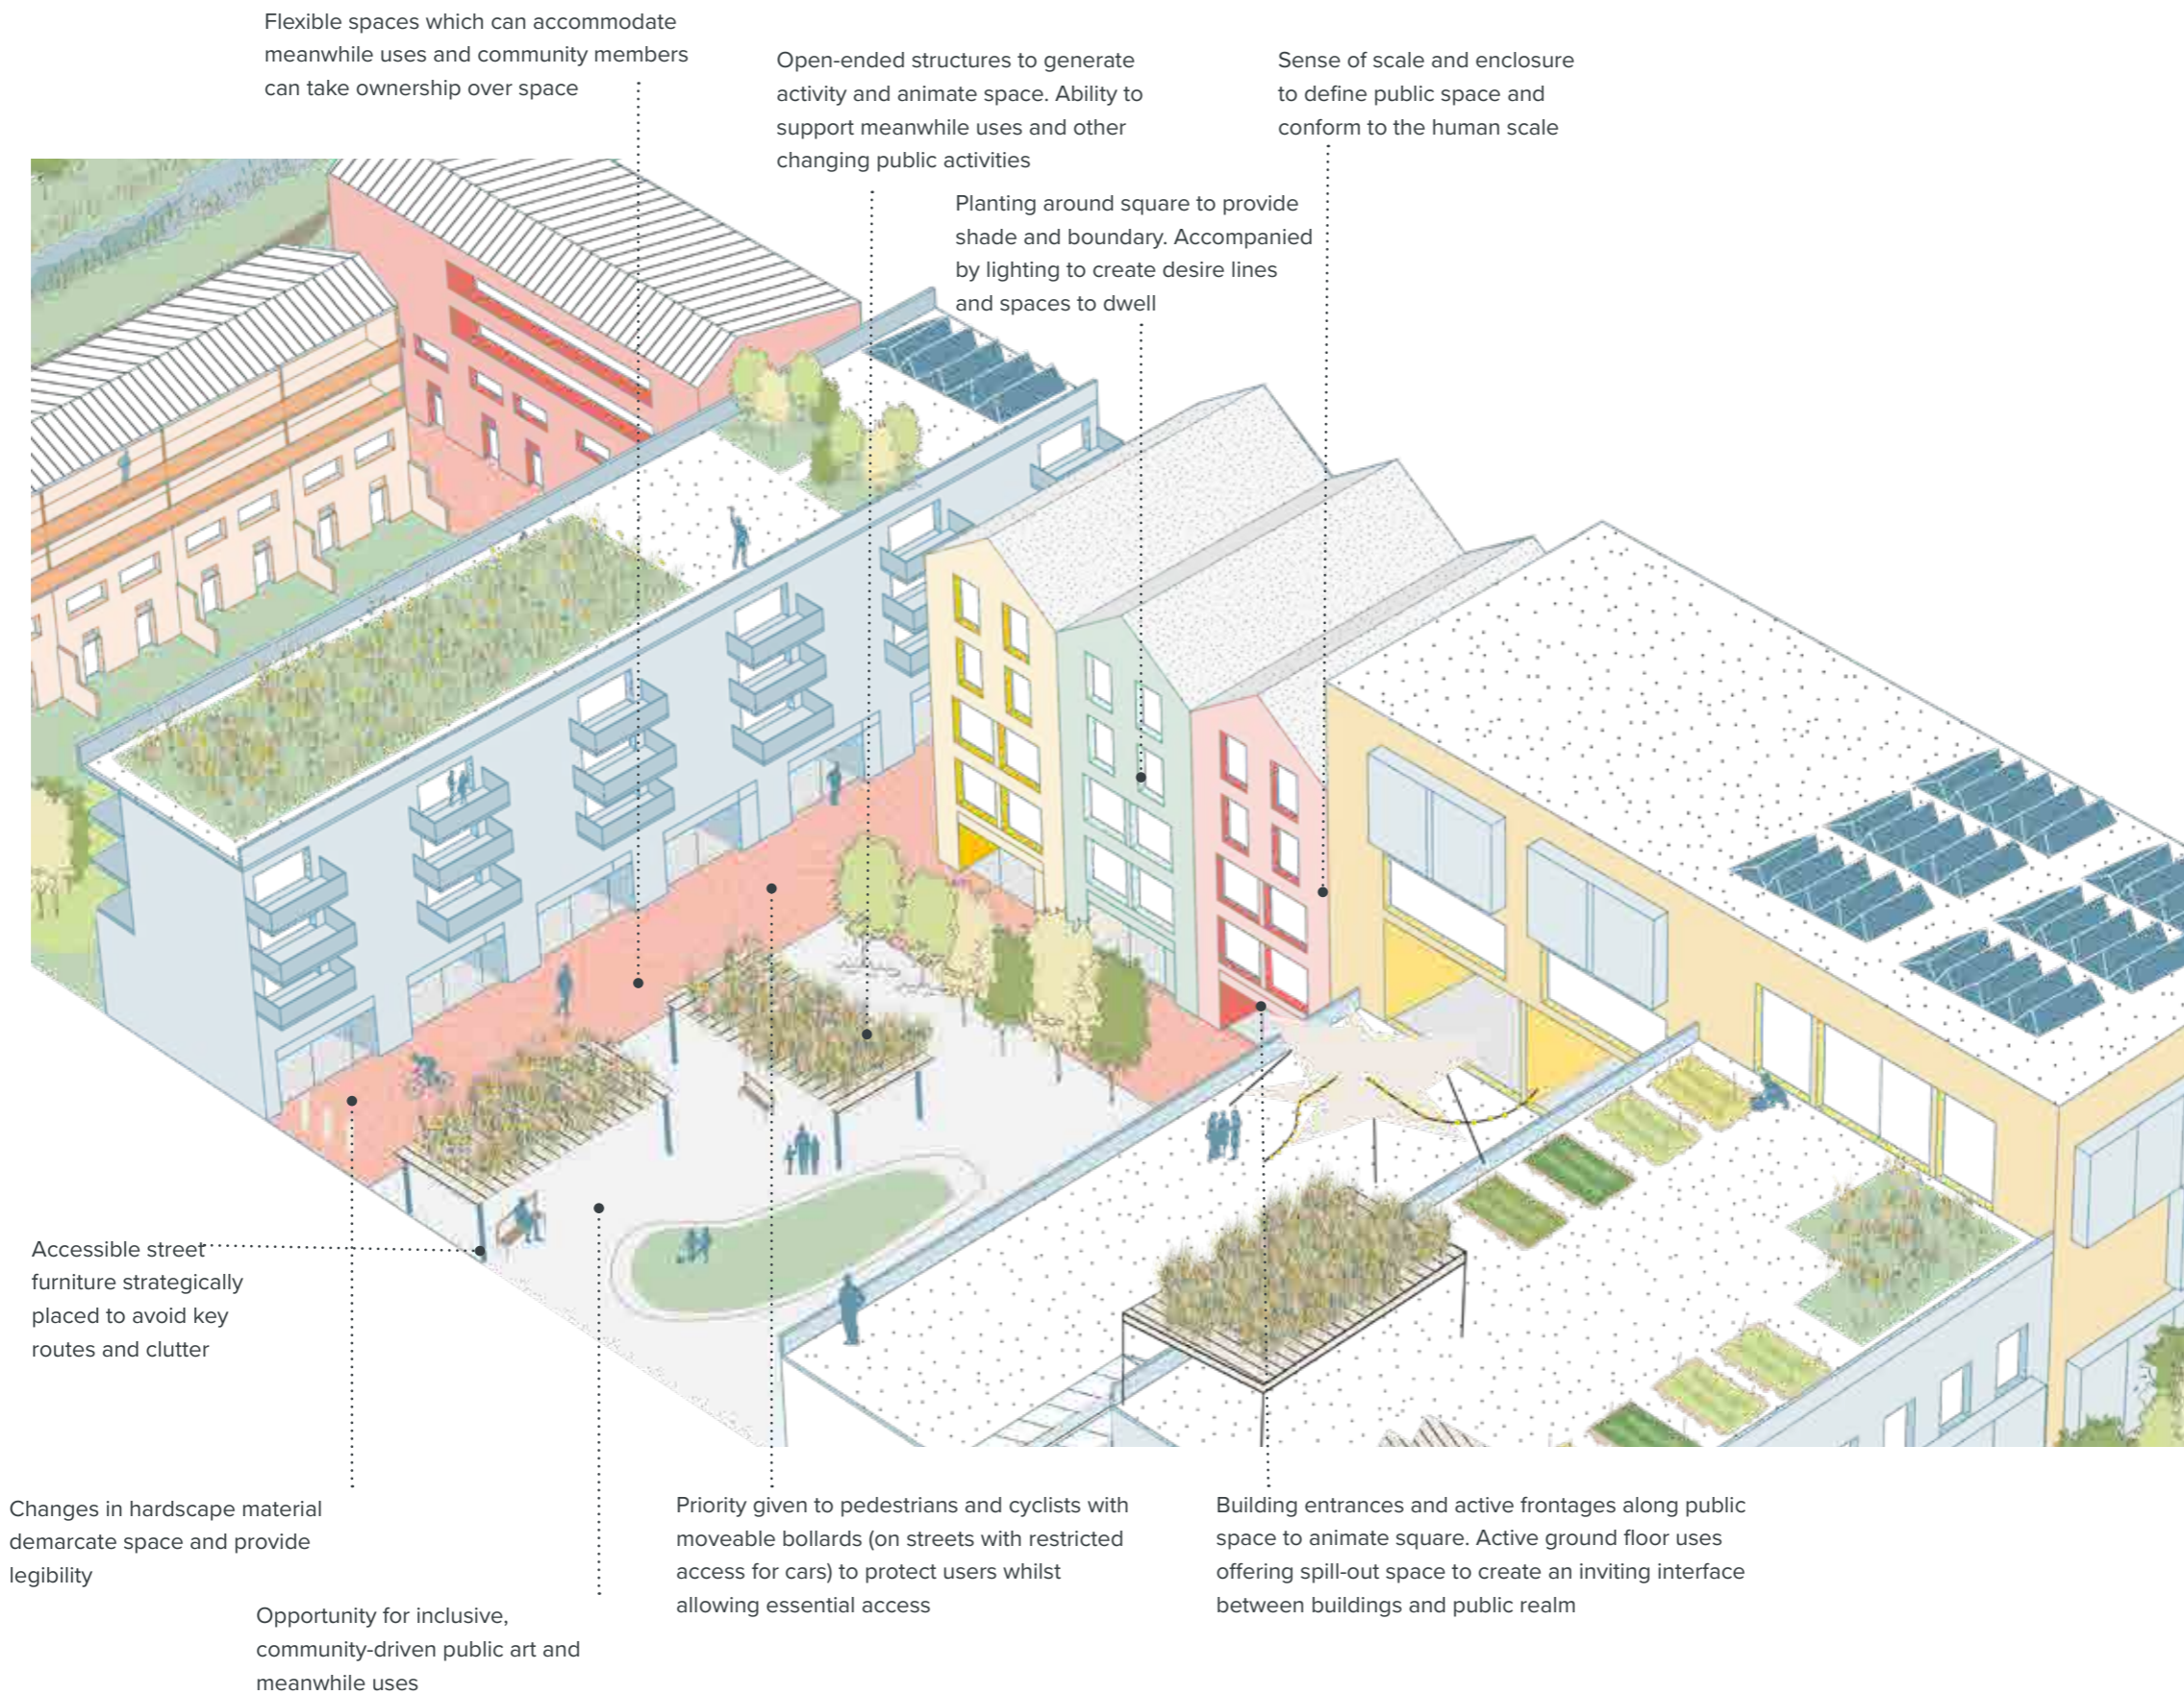 Flexible spaces which can accommodate
meanwhile uses and community members
can take ownership over space
Open-ended structures to generate
activity and animate space. Ability to
support meanwhile uses and other
changing public activities
Sense of scale and enclosure
to define public space and
conform to the human scale
Planting around square to provide
shade and boundary. Accompanied
by lighting to create desire lines
and spaces to dwell
Accessible street
furniture strategically
placed to avoid key
routes and clutter
Changes in hardscape material
demarcate space and provide
legibility
Opportunity for inclusive,
community-driven public art and
meanwhile uses
Priority given to pedestrians and cyclists with
moveable bollards (on streets with restricted
access for cars) to protect users whilst
allowing essential access
Building entrances and active frontages along public
space to animate square. Active ground floor uses
offering spill-out space to create an inviting interface
between buildings and public realm